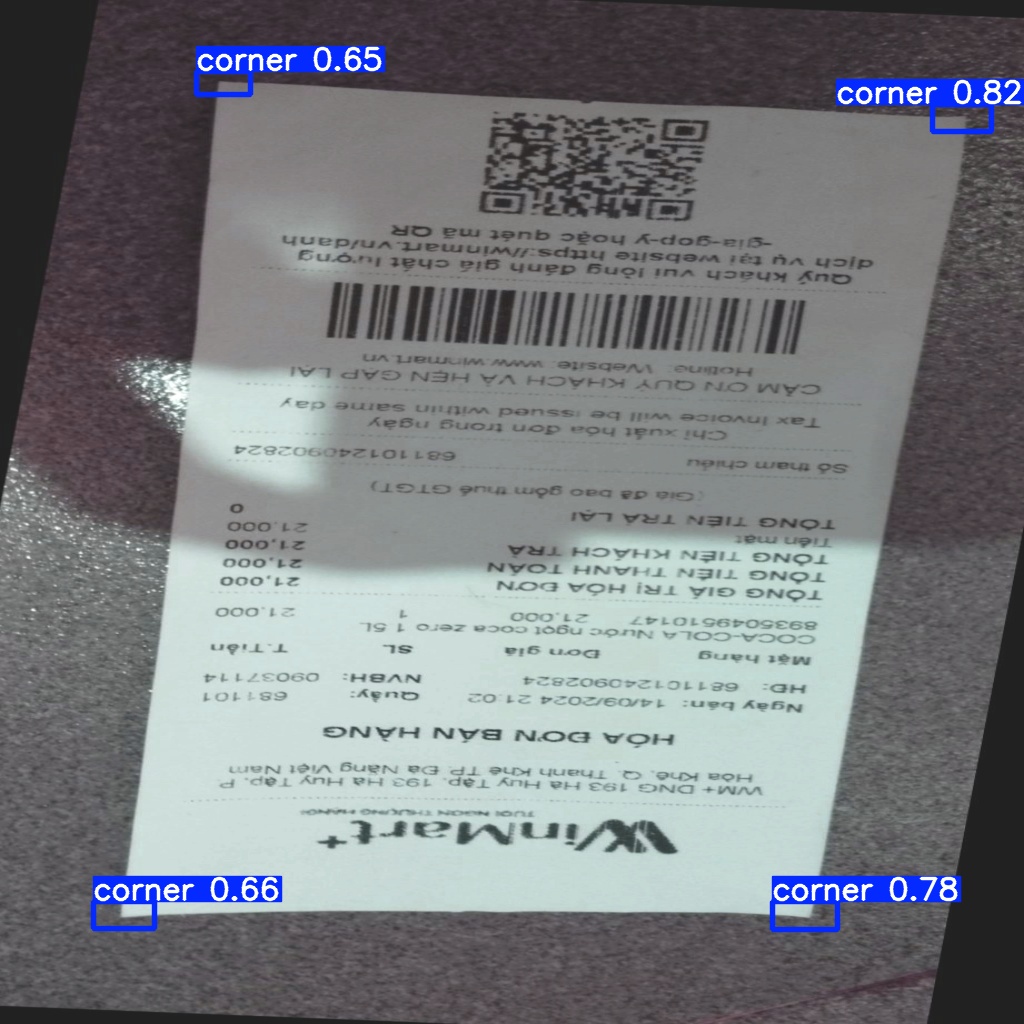 corner 0.65
corner 0.82
corner 0.66
corner 0.78
WinMart+
TƯƠI NGON THƯỢNG HẠNG
WM+ DNG 193 Hà Huy Tập, 193 Hà Huy Tập, P.
Hòa Khê, Q. Thanh Khê TP. Đà Nẵng Việt Nam
HÓA ĐƠN BÁN HÀNG
Ngày bán: 14/09/2024 21:02 Quầy: 681101
HĐ: 681101240902824 NVBH: 09037114
Mặt hàng Đơn giá SL T.Tiền
COCA-COLA Nước ngọt coca zero 1.5L
8935049510147 21,000 1 21,000
TỔNG GIÁ TRỊ HÓA ĐƠN 21,000
TỔNG TIỀN THANH TOÁN 21,000
TỔNG TIỀN KHÁCH TRẢ 21,000
Tiền mặt 21,000
TỔNG TIỀN TRẢ LẠI 0
(Giá đã bao gồm thuế GTGT)
Số tham chiếu 681101240902824
Chỉ xuất hóa đơn trong ngày
Tax Invoice will be issued within same day
CẢM ƠN QUÝ KHÁCH VÀ HẸN GẶP LẠI
Hotline: Website: www.winmart.vn
Quý khách vui lòng đánh giá chất lượng
dịch vụ tại website https://winmart.vn/danh
-gia-gop-y hoặc quét mã QR